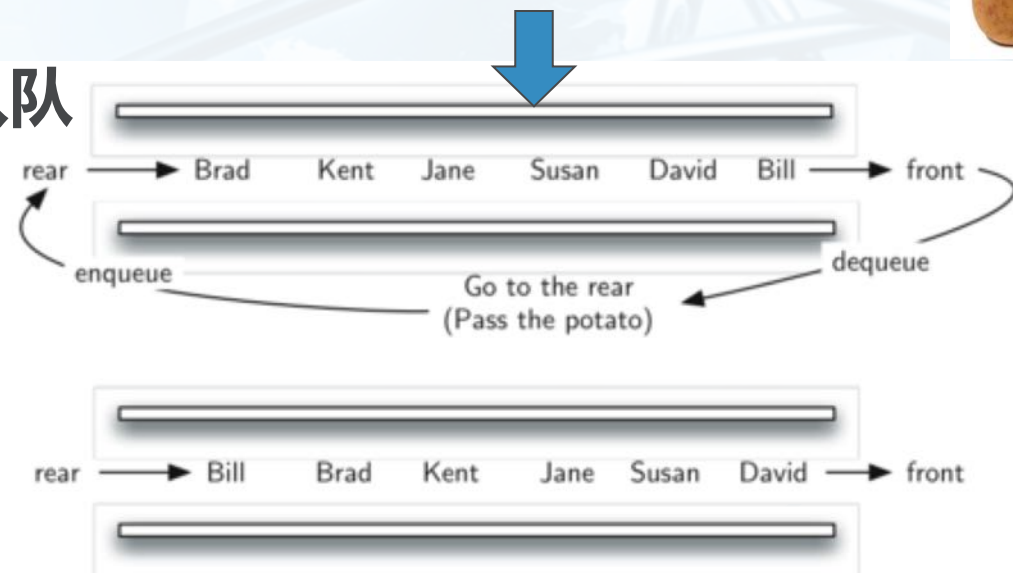 队
rear Brad Kent Jane Susan David Bill front
enqueue
dequeue
Go to the rear
(Pass the potato)
rear Bill Brad Kent Jane Susan David front